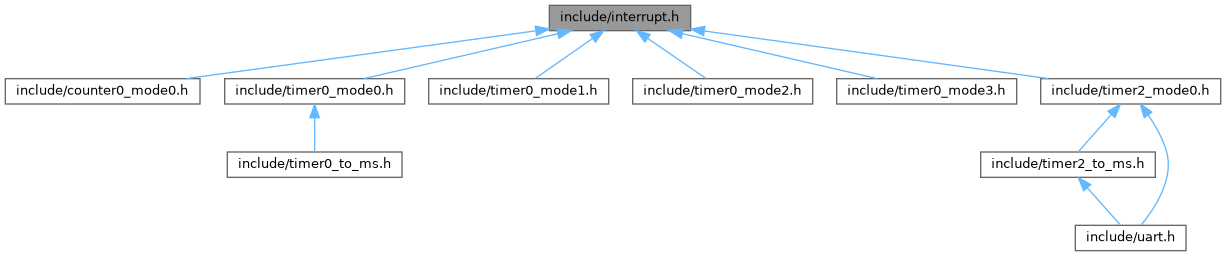 include/interrupt.h
include/counter0_mode0.h
include/timer0_mode0.h
include/timer0_mode1.h
include/timer0_mode2.h
include/timer0_mode3.h
include/timer2_mode0.h
include/timer0_to_ms.h
include/timer2_to_ms.h
include/uart.h